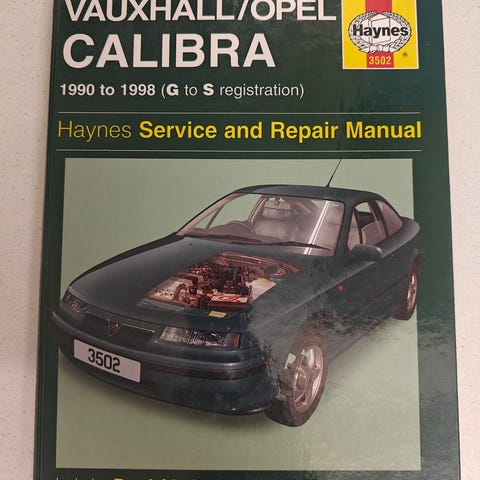 VAUXHALL/OPEL
CALIBRA
Haynes
3502
®
1990 to 1998 (G to S registration)
Haynes Service and Repair Manual
3502